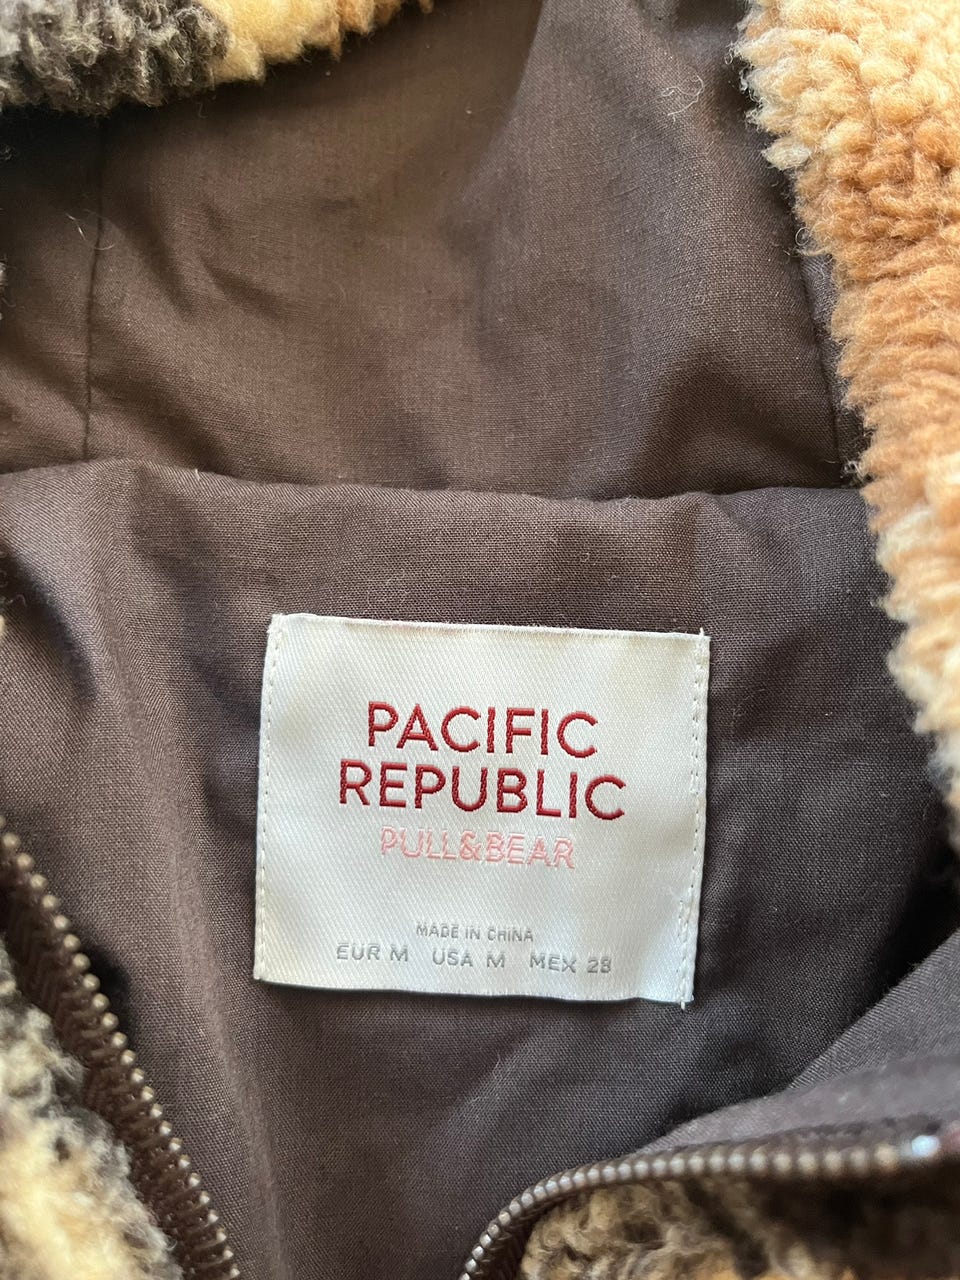 PACIFIC
REPUBLIC
PULL&BEAR
MADE IN CHINA
EUR M USA M MEX 28